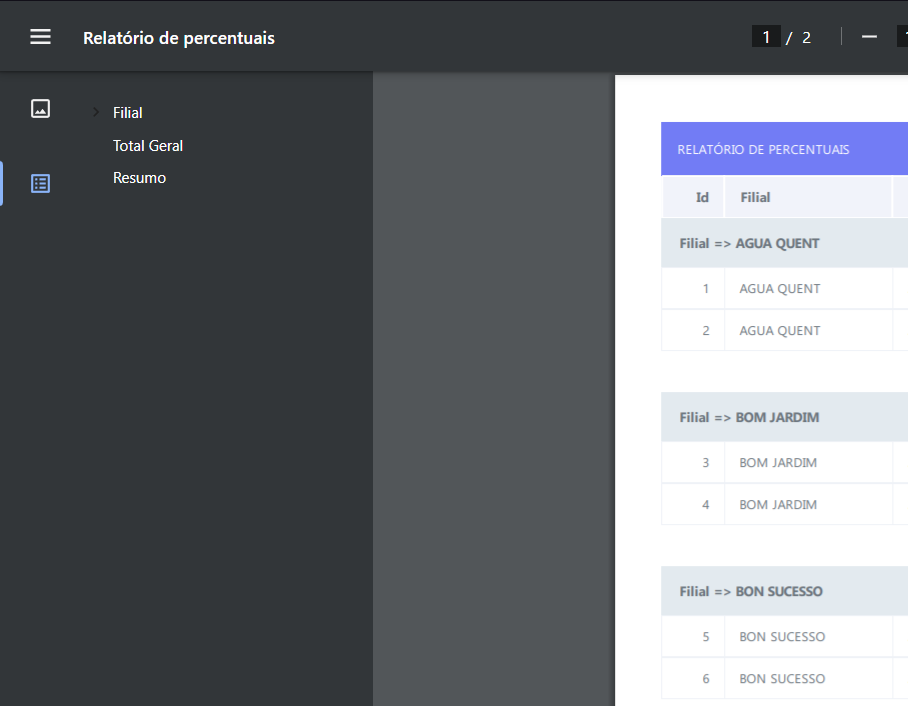 Relatório de percentuais
1 / 2
Filial
Total Geral
Resumo
RELATÓRIO DE PERCENTUAIS
Id Filial
Filial => AGUA QUENT
1 AGUA QUENT
2 AGUA QUENT
Filial => BOM JARDIM
3 BOM JARDIM
4 BOM JARDIM
Filial => BON SUCESSO
5 BON SUCESSO
6 BON SUCESSO